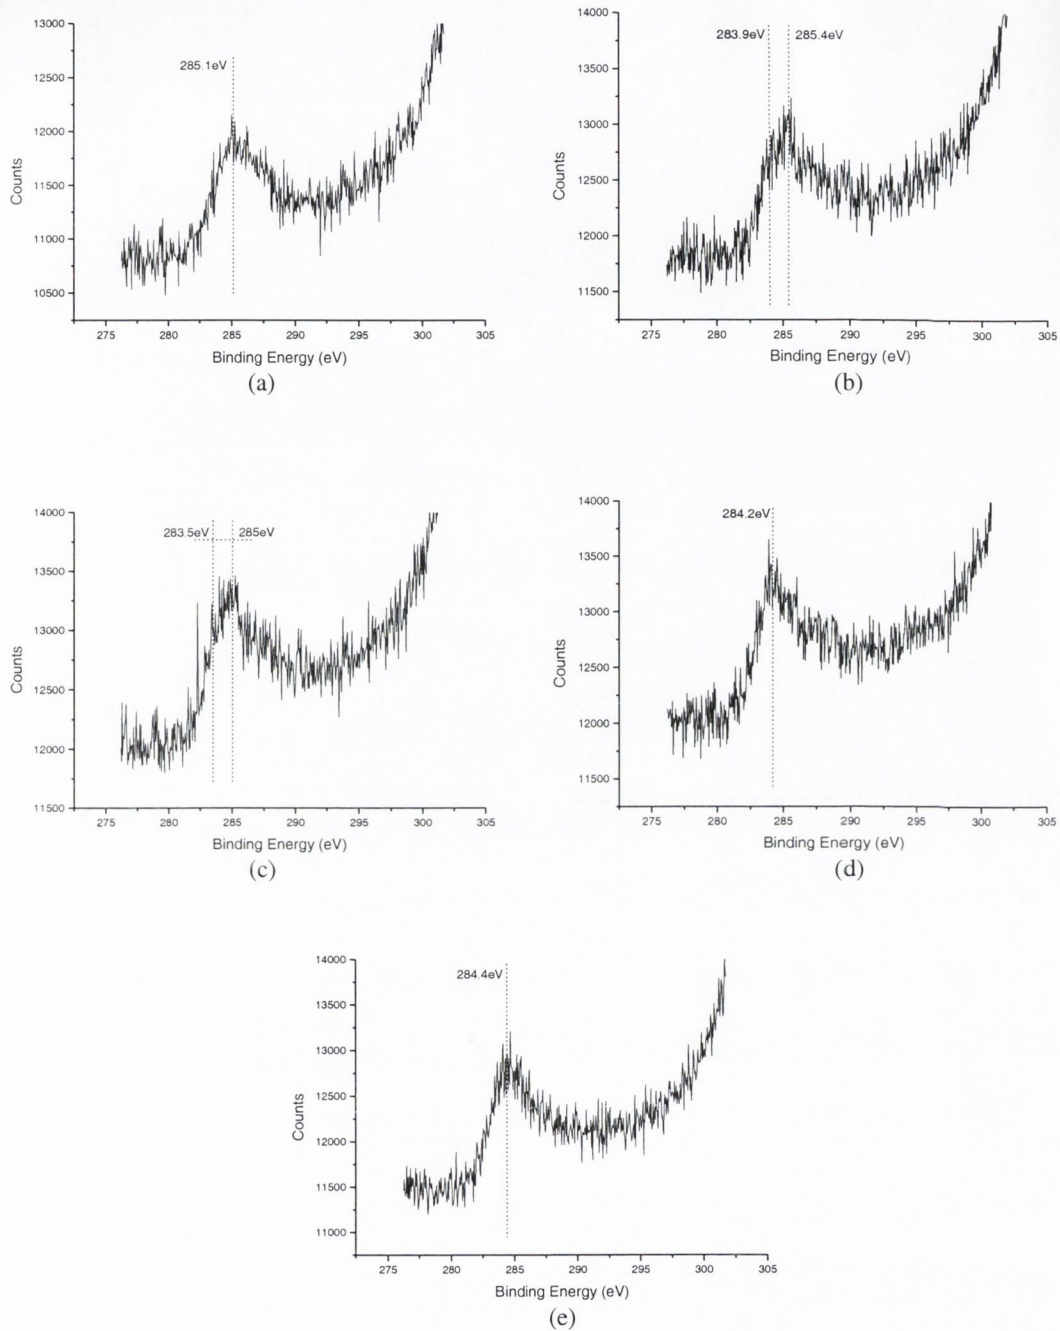 13000
12500
12000
11500
11000
10500
Counts
285.1eV
275 280 285 290 295 300 305
Binding Energy (eV)
(a)
14000
13500
13000
12500
12000
11500
Counts
283.9eV 285.4eV
275 280 285 290 295 300 305
Binding Energy (eV)
(b)
14000
13500
13000
12500
12000
11500
Counts
283.5eV 285eV
275 280 285 290 295 300 305
Binding Energy (eV)
(c)
14000
13500
13000
12500
12000
11500
Counts
284.2eV
275 280 285 290 295 300 305
Binding Energy (eV)
(d)
14000
13500
13000
12500
12000
11500
11000
Counts
284.4eV
275 280 285 290 295 300 305
Binding Energy (eV)
(e)